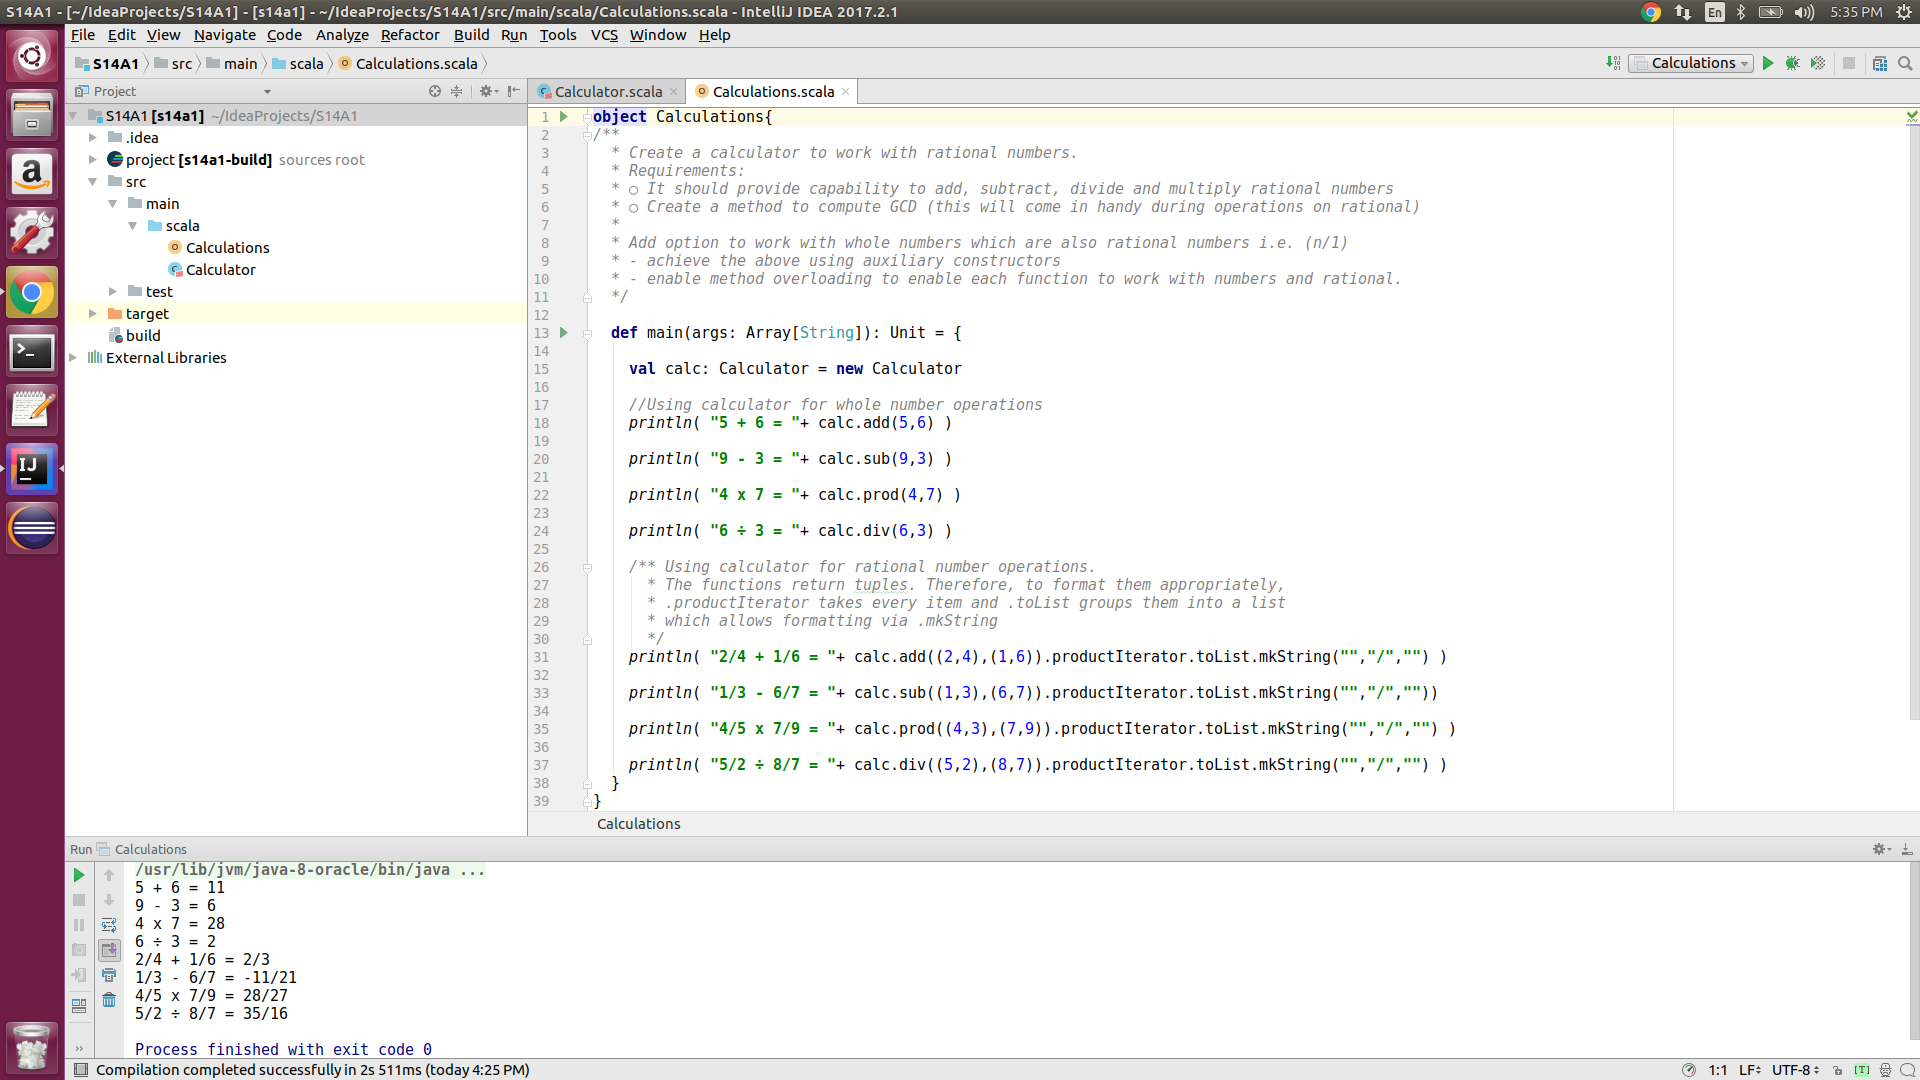 S14A1 - [~/IdeaProjects/S14A1] - [s14a1] - ~/IdeaProjects/S14A1/src/main/scala/Calculations.scala - IntelliJ IDEA 2017.2.1
En
5:35 PM
File Edit View Navigate Code Analyze Refactor Build Run Tools VCS Window Help
S14A1 src main scala Calculations.scala
Calculations
Project
Calculator.scala
Calculations.scala
S14A1 [s14a1] ~/IdeaProjects/S14A1
.idea
project [s14a1-build] sources root
src
main
scala
Calculations
Calculator
test
target
build
External Libraries
1 object Calculations{
2 /**
3 * Create a calculator to work with rational numbers.
4 * Requirements:
5 * ○ It should provide capability to add, subtract, divide and multiply rational numbers
6 * ○ Create a method to compute GCD (this will come in handy during operations on rational)
7 *
8 * Add option to work with whole numbers which are also rational numbers i.e. (n/1)
9 * - achieve the above using auxiliary constructors
10 * - enable method overloading to enable each function to work with numbers and rational.
11 */
12
13 def main(args: Array[String]): Unit = {
14
15 val calc: Calculator = new Calculator
16
17 //Using calculator for whole number operations
18 println( "5 + 6 = "+ calc.add(5,6) )
19
20 println( "9 - 3 = "+ calc.sub(9,3) )
21
22 println( "4 x 7 = "+ calc.prod(4,7) )
23
24 println( "6 ÷ 3 = "+ calc.div(6,3) )
25
26 /** Using calculator for rational number operations.
27 * The functions return tuples. Therefore, to format them appropriately,
28 * .productIterator takes every item and .toList groups them into a list
29 * which allows formatting via .mkString
30 */
31 println( "2/4 + 1/6 = "+ calc.add((2,4),(1,6)).productIterator.toList.mkString("","/","") )
32
33 println( "1/3 - 6/7 = "+ calc.sub((1,3),(6,7)).productIterator.toList.mkString("","/",""))
34
35 println( "4/5 x 7/9 = "+ calc.prod((4,3),(7,9)).productIterator.toList.mkString("","/","") )
36
37 println( "5/2 ÷ 8/7 = "+ calc.div((5,2),(8,7)).productIterator.toList.mkString("","/","") )
38 }
39 }
Calculations
Run Calculations
/usr/lib/jvm/java-8-oracle/bin/java ...
5 + 6 = 11
9 - 3 = 6
4 x 7 = 28
6 ÷ 3 = 2
2/4 + 1/6 = 2/3
1/3 - 6/7 = -11/21
4/5 x 7/9 = 28/27
5/2 ÷ 8/7 = 35/16
Process finished with exit code 0
Compilation completed successfully in 2s 511ms (today 4:25 PM)
1:1 LF UTF-8 [T]